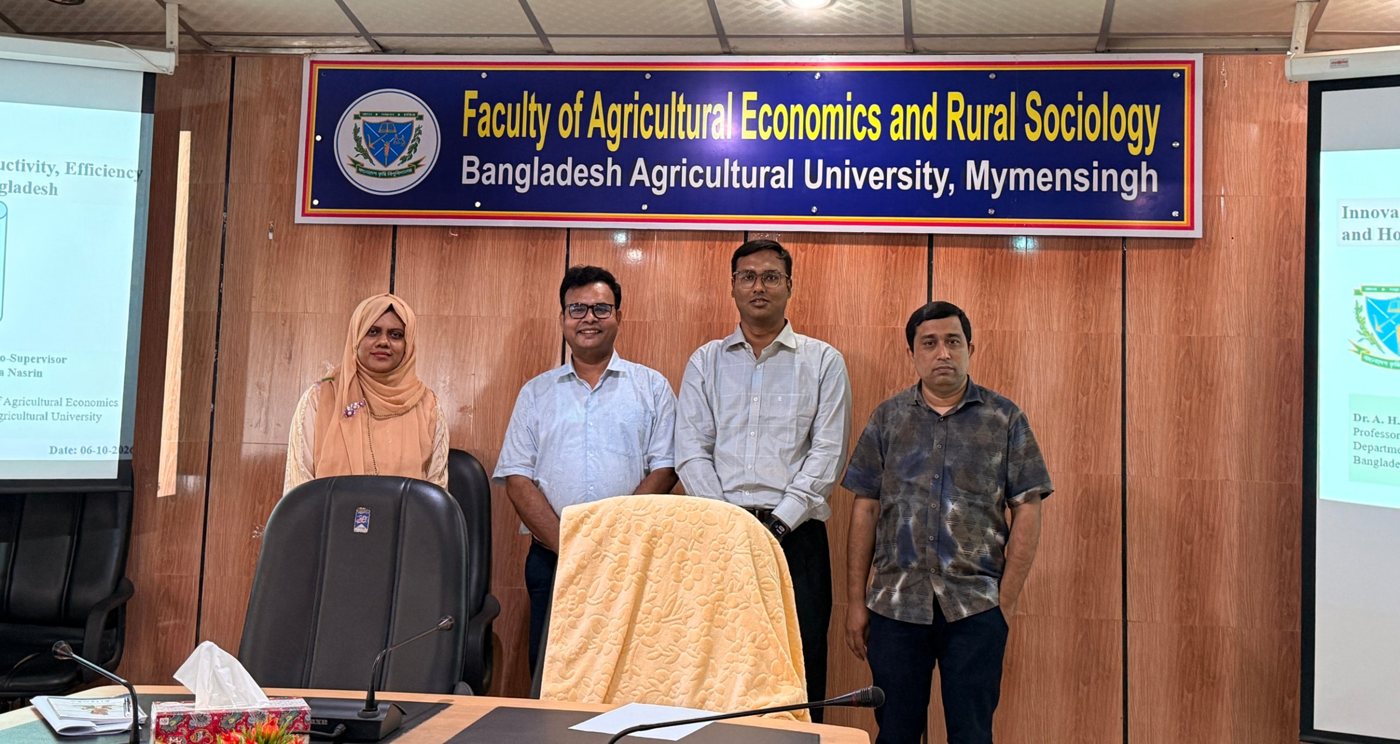 Faculty of Agricultural Economics and Rural Sociology
Bangladesh Agricultural University, Mymensingh
uctivity, Efficiency
gladesh
o-Supervisor
a Nasrin
f Agricultural Economics
gricultural University
Date: 06-10-202
Innova
and Ho
Dr. A. H.
Professor
Departme
Banglade